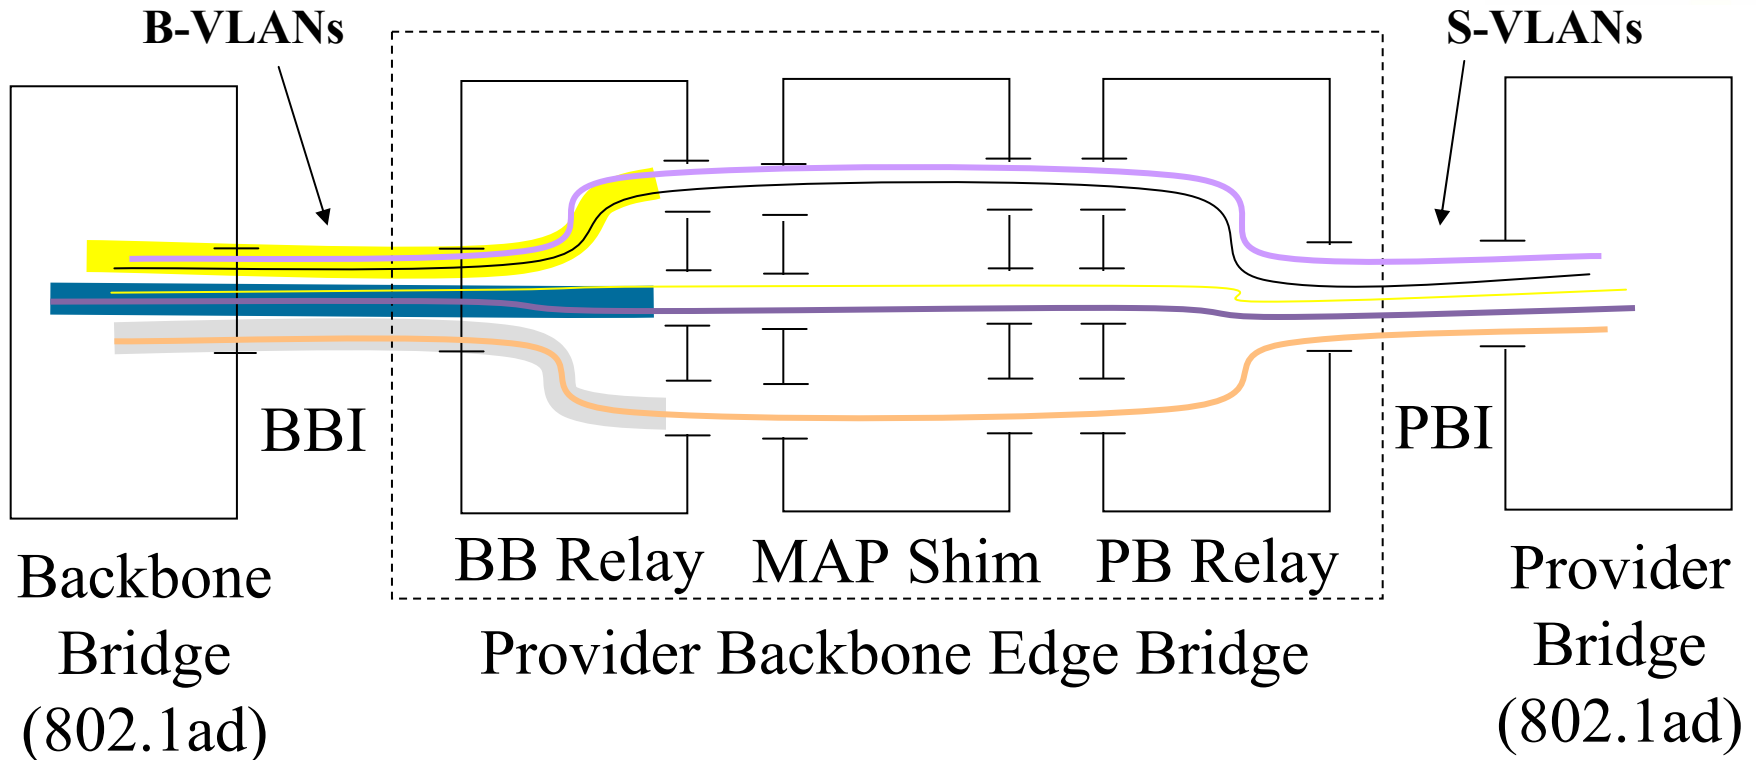 B-VLANs
S-VLANs
BBI
PBI
BB Relay
MAP Shim
PB Relay
Backbone
Bridge
(802.1ad)
Provider Backbone Edge Bridge
Provider
Bridge
(802.1ad)